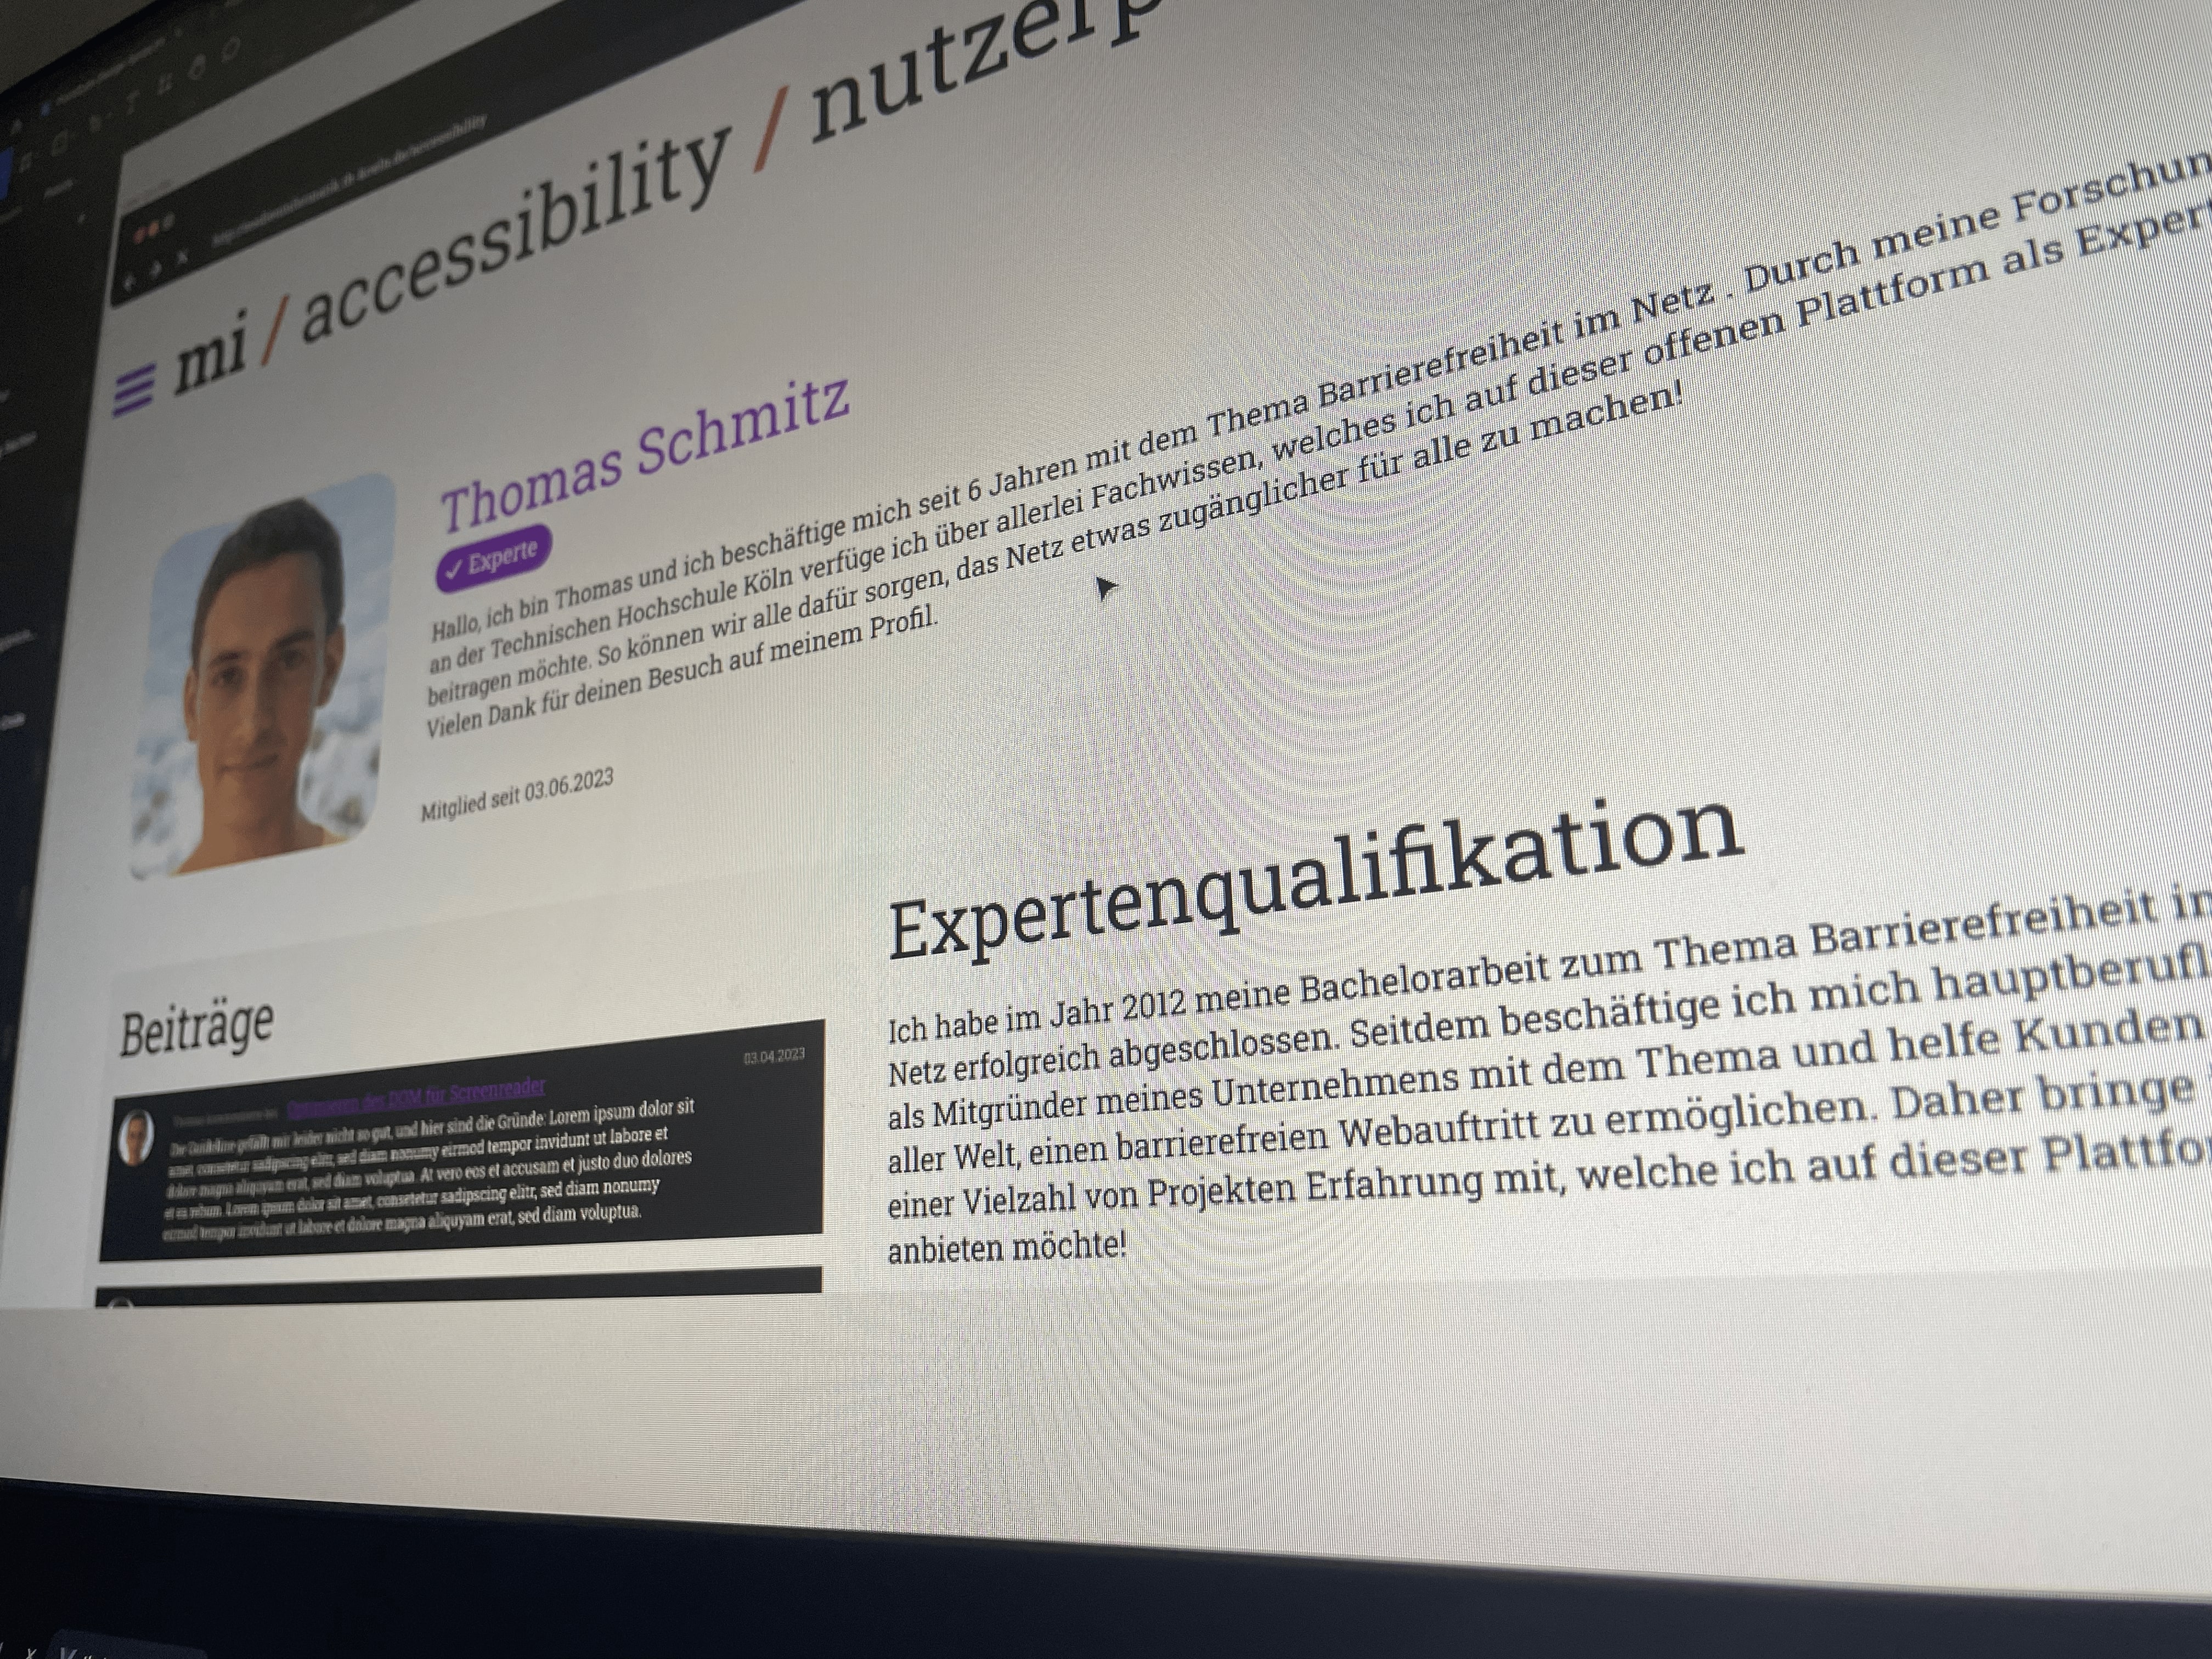 mi / accessibility / nutzerp
Thomas Schmitz
✓ Experte
Hallo, ich bin Thomas und ich beschäftige mich seit 6 Jahren mit dem Thema Barrierefreiheit im Netz . Durch meine Forschun
an der Technischen Hochschule Köln verfüge ich über allerlei Fachwissen, welches ich auf dieser offenen Plattform als Expert
beitragen möchte. So können wir alle dafür sorgen, das Netz etwas zugänglicher für alle zu machen!
Vielen Dank für deinen Besuch auf meinem Profil.
Mitglied seit 03.06.2023
Beiträge
03.04.2023
Optimieren des DOM für Screenreader
Die Guideline gefällt mir leider nicht so gut, und hier sind die Gründe: Lorem ipsum dolor sit
amet, consetetur sadipscing elitr, sed diam nonumy eirmod tempor invidunt ut labore et
dolore magna aliquyam erat, sed diam voluptua. At vero eos et accusam et justo duo dolores
et ea rebum. Lorem ipsum dolor sit amet, consetetur sadipscing elitr, sed diam nonumy
eirmod tempor invidunt ut labore et dolore magna aliquyam erat, sed diam voluptua.
Expertenqualifikation
Ich habe im Jahr 2012 meine Bachelorarbeit zum Thema Barrierefreiheit im
Netz erfolgreich abgeschlossen. Seitdem beschäftige ich mich hauptberufl
als Mitgründer meines Unternehmens mit dem Thema und helfe Kunden
aller Welt, einen barrierefreien Webauftritt zu ermöglichen. Daher bringe
einer Vielzahl von Projekten Erfahrung mit, welche ich auf dieser Plattfo
anbieten möchte!